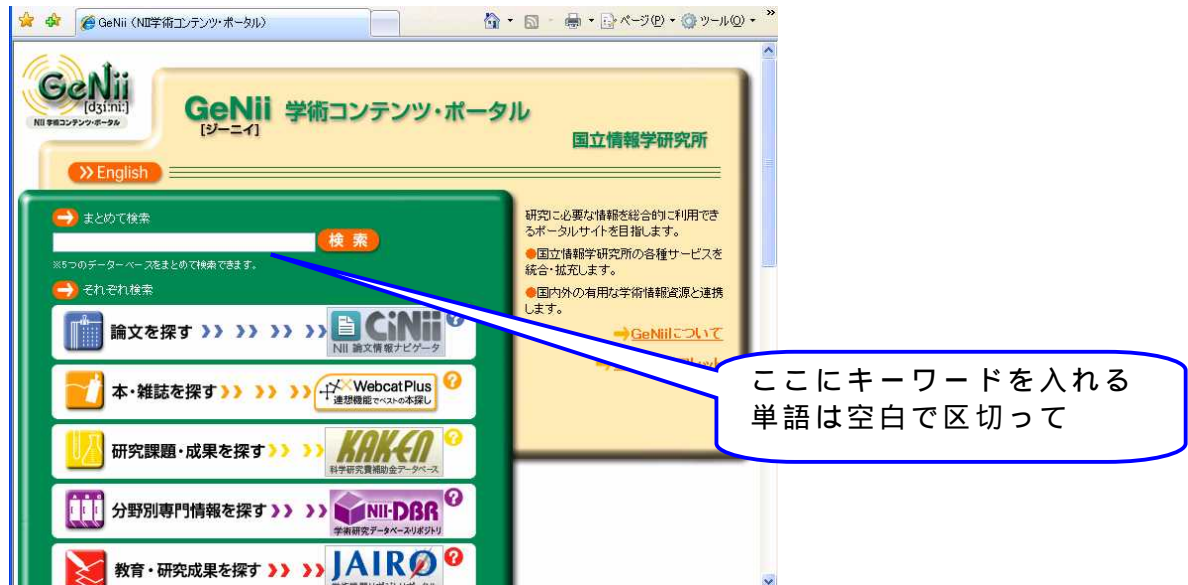 GeNii（NII学術コンテンツ・ポータル）
ページ(P)
ツール(O)
»
GeNii
[dʒí:ni:]
NII 学術コンテンツ・ポータル
GeNii 学術コンテンツ・ポータル
[ジーニイ]
国立情報学研究所
English
まとめて検索
検 索
※5つのデーターベースをまとめて検索できます。
それぞれ検索
論文を探す
CiNii
NII 論文情報ナビゲータ
?
本・雑誌を探す
Webcat Plus
連想機能でベストの本探し
?
研究課題・成果を探す
KAKEN
科学研究費補助金データベース
?
分野別専門情報を探す
NII-DBR
学術研究データベース・リポジトリ
?
教育・研究成果を探す
JAIRO
?
研究に必要な情報を総合的に利用でき
るポータルサイトを目指します。
●国立情報学研究所の各種サービスを
統合・拡充します。
●国内外の有用な学術情報資源と連携
します。
GeNiiについて
ここにキーワードを入れる
単語は空白で区切って